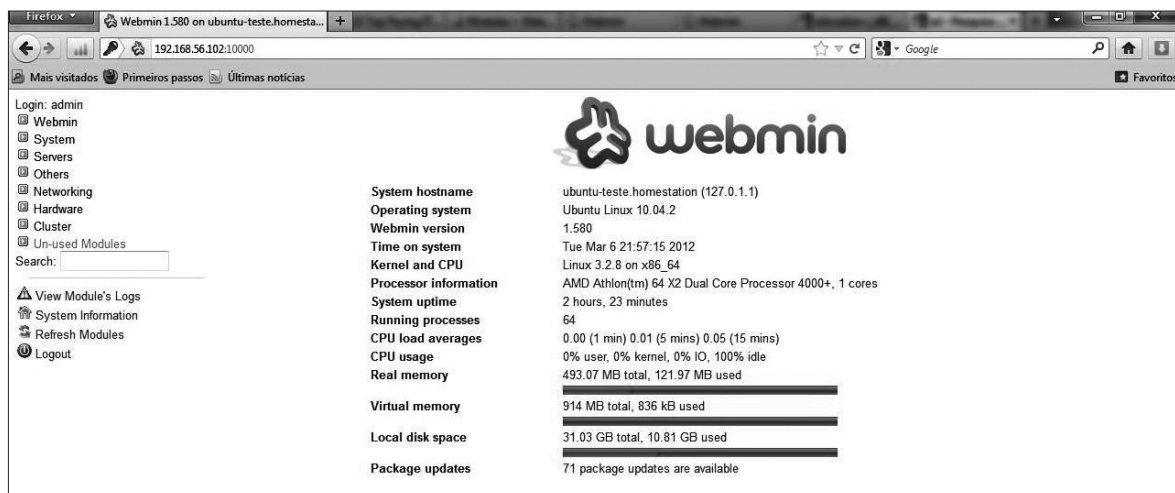 Firefox
Webmin 1.580 on ubuntu-teste.homesta...
192.168.56.102:10000
Google
Mais visitados Primeiros passos Últimas notícias Favoritos
Login: admin
Webmin
System
Servers
Others
Networking
Hardware
Cluster
Un-used Modules
Search:
View Module's Logs
System Information
Refresh Modules
Logout
webmin
System hostname ubuntu-teste.homestation (127.0.1.1)
Operating system Ubuntu Linux 10.04.2
Webmin version 1.580
Time on system Tue Mar 6 21:57:15 2012
Kernel and CPU Linux 3.2.8 on x86_64
Processor information AMD Athlon(tm) 64 X2 Dual Core Processor 4000+, 1 cores
System uptime 2 hours, 23 minutes
Running processes 64
CPU load averages 0.00 (1 min) 0.01 (5 mins) 0.05 (15 mins)
CPU usage 0% user, 0% kernel, 0% IO, 100% idle
Real memory 493.07 MB total, 121.97 MB used
Virtual memory 914 MB total, 836 kB used
Local disk space 31.03 GB total, 10.81 GB used
Package updates 71 package updates are available